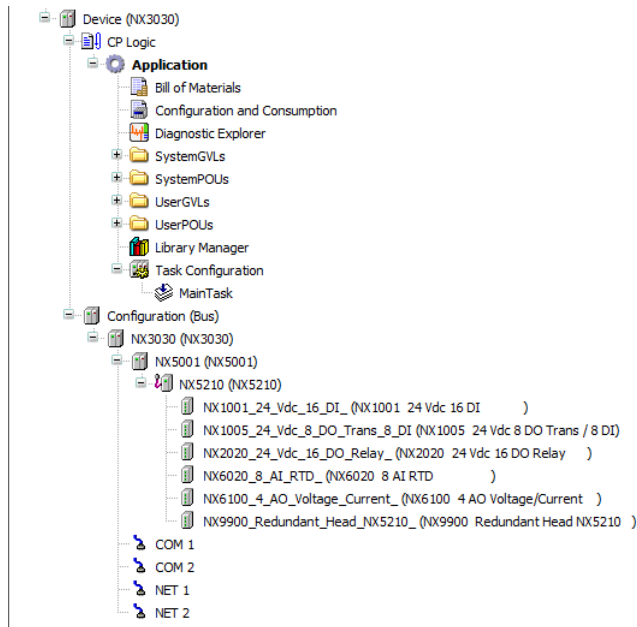 Device (NX3030)
CP Logic
Application
Bill of Materials
Configuration and Consumption
Diagnostic Explorer
SystemGVLs
SystemPOUs
UserGVLs
UserPOUs
Library Manager
Task Configuration
MainTask
Configuration (Bus)
NX3030 (NX3030)
NX5001 (NX5001)
NX5210 (NX5210)
NX1001_24_Vdc_16_DI_ (NX1001 24 Vdc 16 DI )
NX1005_24_Vdc_8_DO_Trans_8_DI (NX1005 24 Vdc 8 DO Trans / 8 DI)
NX2020_24_Vdc_16_DO_Relay_ (NX2020 24 Vdc 16 DO Relay )
NX6020_8_AI_RTD_ (NX6020 8 AI RTD )
NX6100_4_AO_Voltage_Current_ (NX6100 4 AO Voltage/Current )
NX9900_Redundant_Head_NX5210_ (NX9900 Redundant Head NX5210 )
COM 1
COM 2
NET 1
NET 2